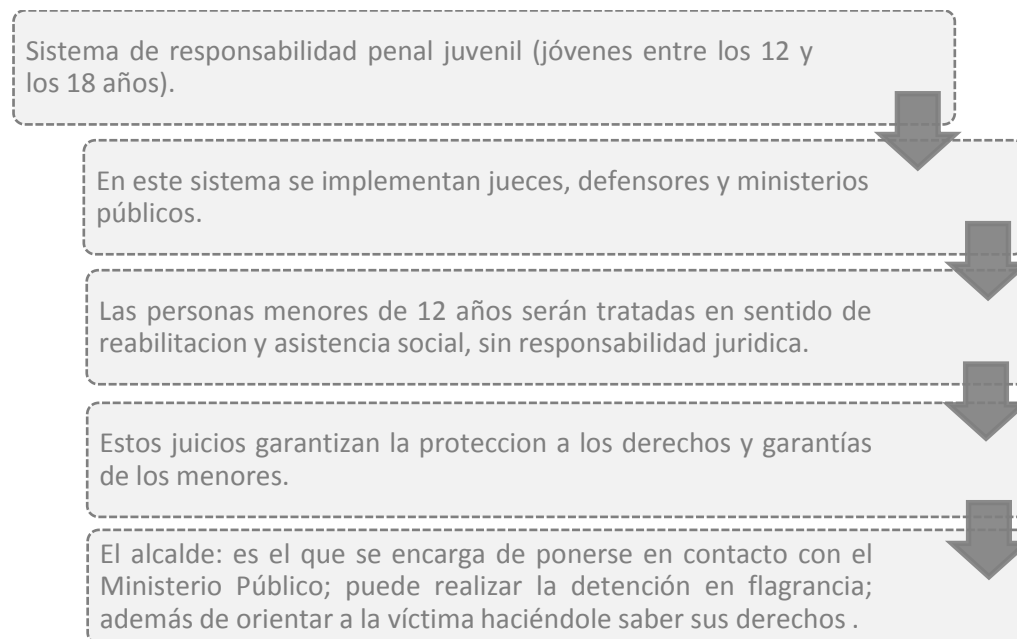 Sistema de responsabilidad penal juvenil (jóvenes entre los 12 y
los 18 años).
En este sistema se implementan jueces, defensores y ministerios
públicos.
Las personas menores de 12 años serán tratadas en sentido de
reabilitacion y asistencia social, sin responsabilidad juridica.
Estos juicios garantizan la proteccion a los derechos y garantías
de los menores.
El alcalde: es el que se encarga de ponerse en contacto con el
Ministerio Público; puede realizar la detención en flagrancia;
además de orientar a la víctima haciéndole saber sus derechos .